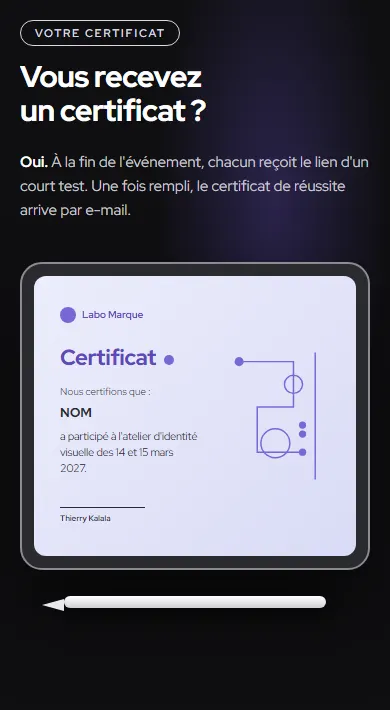 VOTRE CERTIFICAT
Vous recevez
un certificat ?
Oui. À la fin de l'événement, chacun reçoit le lien d'un
court test. Une fois rempli, le certificat de réussite
arrive par e-mail.
Labo Marque
Certificat
Nous certifions que :
NOM
a participé à l'atelier d'identité
visuelle des 14 et 15 mars
2027.
Thierry Kalala